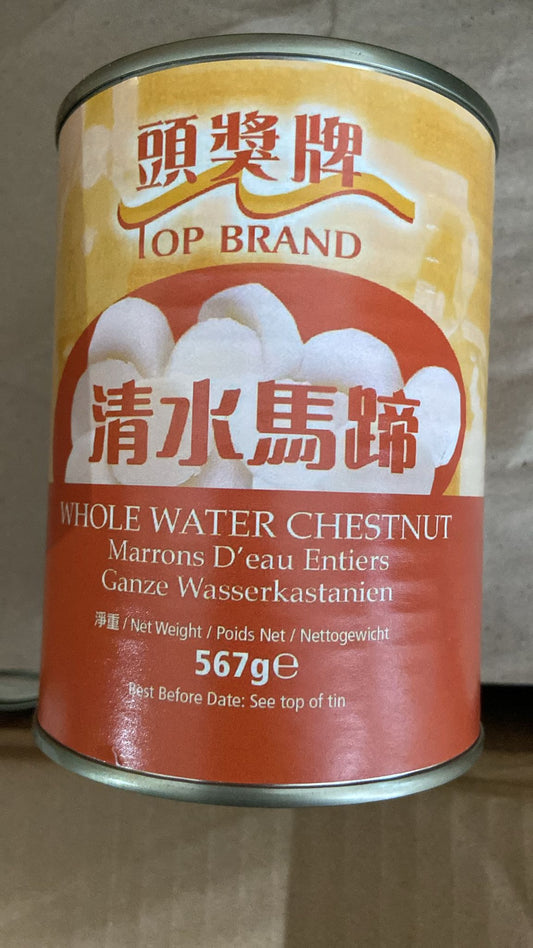 頭獎牌
TOP BRAND
清水馬蹄
WHOLE WATER CHESTNUT
Marrons D'eau Entiers
Ganze Wasserkastanien
淨重 / Net Weight / Poids Net / Nettogewicht
567g℮
Best Before Date: See top of tin